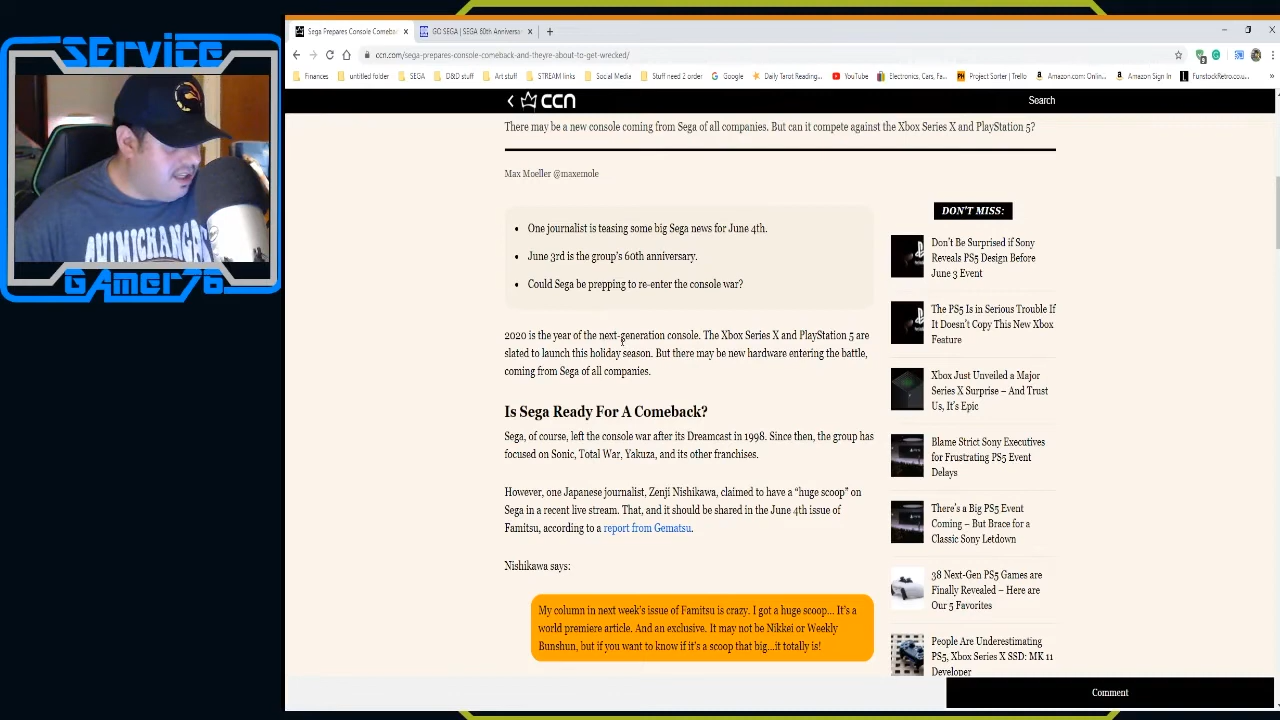 SErvice
GAmer76
AHIMICHANGAS
Sega Prepares Console Comeba
GO SEGA | SEGA 60th Anniversa
ccn.com/sega-prepares-console-comeback-and-theyre-about-to-get-wrecked/
Finances
untitled folder
SEGA
D&D stuff
Art stuff
STREAM links
Social Media
Stuff need 2 order
Google
Daily Tarot Reading...
YouTube
Electronics, Cars, Fa...
Project Sorter | Trello
Amazon.com: Onlin...
Amazon Sign In
FunstockRetro.co.u...
ccn
Search
There may be a new console coming from Sega of all companies. But can it compete against the Xbox Series X and PlayStation 5?
Max Moeller @maxemole
• One journalist is teasing some big Sega news for June 4th.
• June 3rd is the group's 60th anniversary.
• Could Sega be prepping to re-enter the console war?
2020 is the year of the next-generation console. The Xbox Series X and PlayStation 5 are
slated to launch this holiday season. But there may be new hardware entering the battle,
coming from Sega of all companies.
Is Sega Ready For A Comeback?
Sega, of course, left the console war after its Dreamcast in 1998. Since then, the group has
focused on Sonic, Total War, Yakuza, and its other franchises.
However, one Japanese journalist, Zenji Nishikawa, claimed to have a “huge scoop” on
Sega in a recent live stream. That, and it should be shared in the June 4th issue of
Famitsu, according to a report from Gematsu.
Nishikawa says:
My column in next week's issue of Famitsu is crazy. I got a huge scoop... It's a
world premiere article. And an exclusive. It may not be Nikkei or Weekly
Bunshun, but if you want to know if it's a scoop that big...it totally is!
DON'T MISS:
Don't Be Surprised if Sony
Reveals PS5 Design Before
June 3 Event
The PS5 Is in Serious Trouble If
It Doesn't Copy This New Xbox
Feature
Xbox Just Unveiled a Major
Series X Surprise – And Trust
Us, It's Epic
Blame Strict Sony Executives
for Frustrating PS5 Event
Delays
There's a Big PS5 Event
Coming – But Brace for a
Classic Sony Letdown
38 Next-Gen PS5 Games are
Finally Revealed – Here are
Our 5 Favorites
People Are Underestimating
PS5, Xbox Series X SSD: MK 11
Developer
Comment